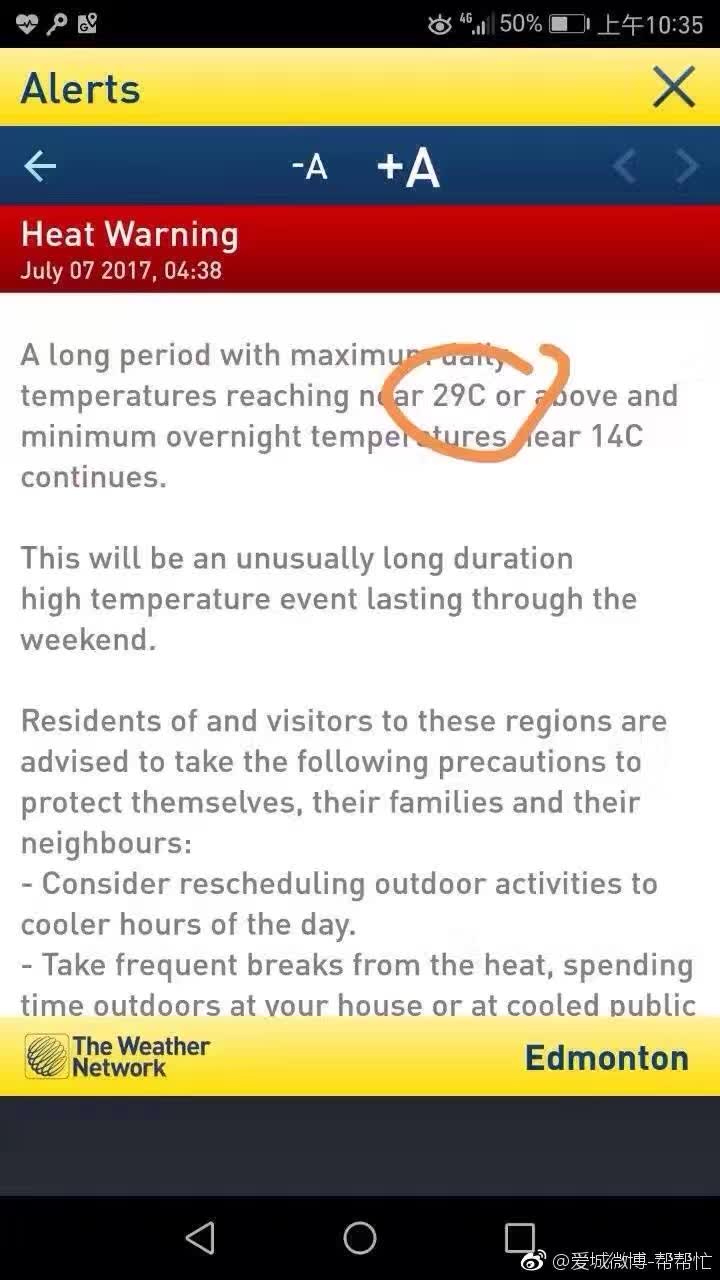 4G 50% 上午10:35
Alerts
-A +A
Heat Warning
July 07 2017, 04:38
A long period with maximum daily
temperatures reaching near 29C or above and
minimum overnight temperatures near 14C
continues.
This will be an unusually long duration
high temperature event lasting through the
weekend.
Residents of and visitors to these regions are
advised to take the following precautions to
protect themselves, their families and their
neighbours:
- Consider rescheduling outdoor activities to
cooler hours of the day.
- Take frequent breaks from the heat, spending
time outdoors at your house or at cooled public
The Weather
Network
Edmonton
@爱城微博-帮帮忙